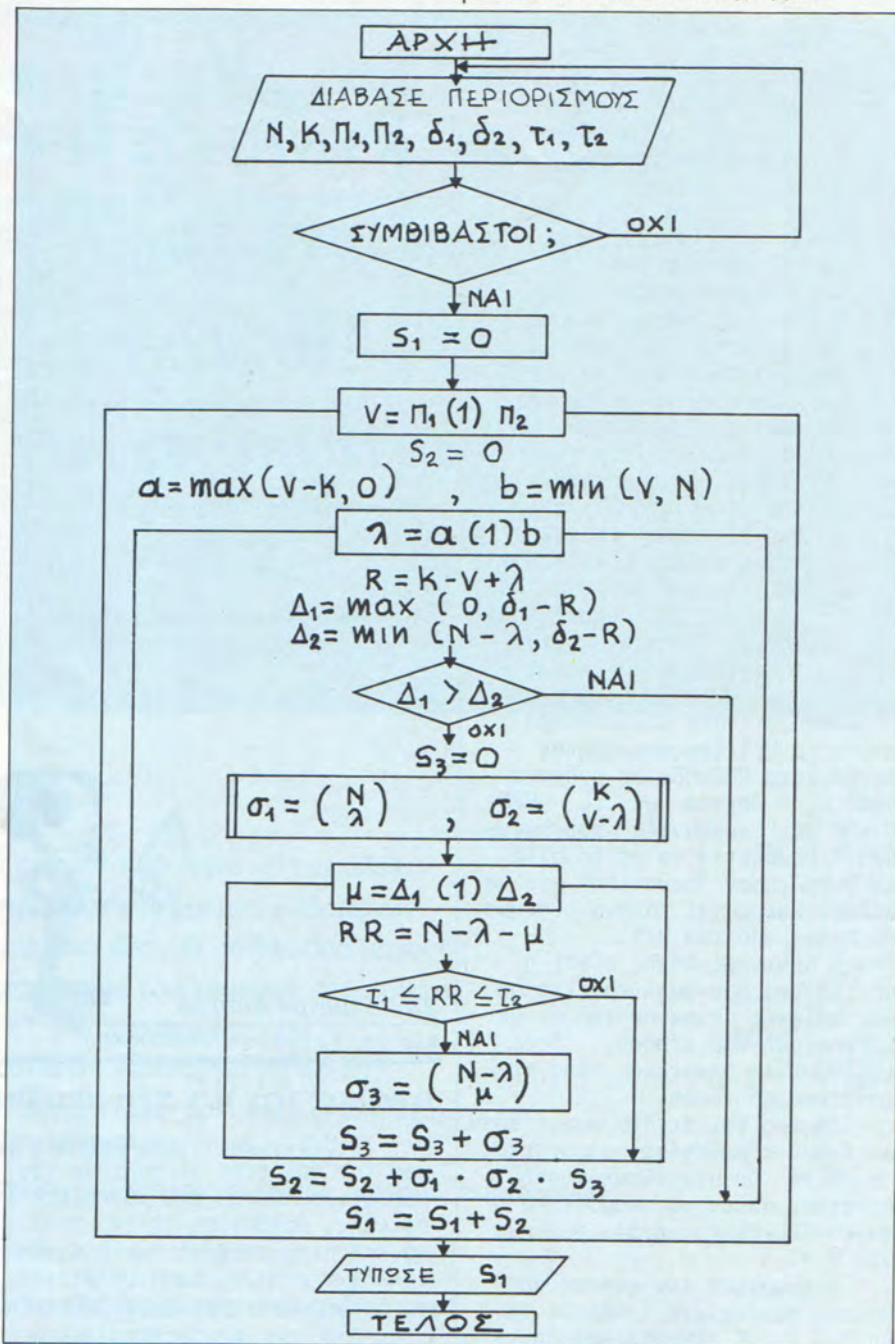 ΑΡΧΗ
ΔΙΑΒΑΣΕ ΠΕΡΙΟΡΙΣΜΟΥΣ
Ν, Κ, Π₁, Π₂, δ₁, δ₂, τ₁, τ₂
ΣΥΜΒΙΒΑΣΤΟΙ ;
ΟΧΙ
ΝΑΙ
S₁ = 0
ν = Π₁ (1) Π₂
S₂ = 0
a = max (ν-κ, 0) , b = min (ν, Ν)
λ = a (1) b
R = κ - ν + λ
Δ₁ = max (0, δ₁ - R)
Δ₂ = min (Ν - λ, δ₂ - R)
Δ₁ > Δ₂
ΝΑΙ
ΟΧΙ
S₃ = 0
σ₁ = (Ν λ) , σ₂ = (Κ ν-λ)
μ = Δ₁ (1) Δ₂
RR = Ν - λ - μ
τ₁ ≤ RR ≤ τ₂
ΟΧΙ
ΝΑΙ
σ₃ = (Ν-λ μ)
S₃ = S₃ + σ₃
S₂ = S₂ + σ₁ · σ₂ · S₃
S₁ = S₁ + S₂
ΤΥΠΩΣΕ S₁
ΤΕΛΟΣ